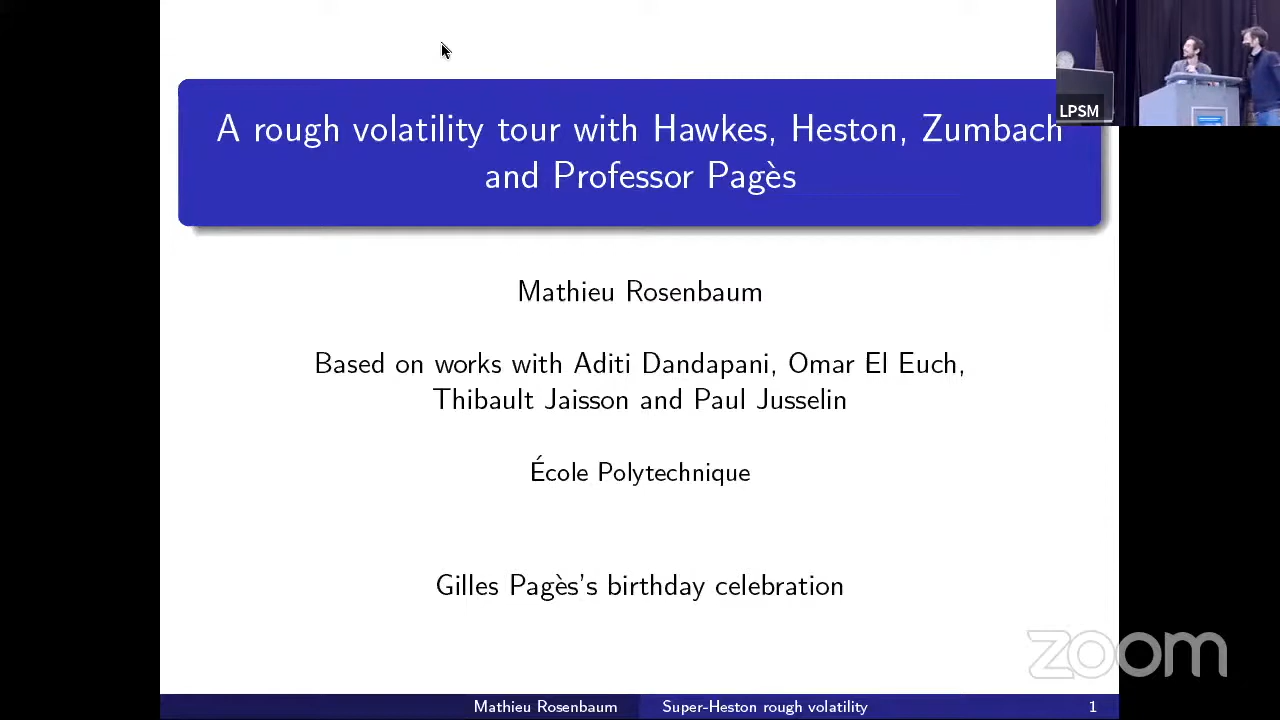 A rough volatility tour with Hawkes, Heston, Zumbach
and Professor Pagès
LPSM
Mathieu Rosenbaum
Based on works with Aditi Dandapani, Omar El Euch,
Thibault Jaisson and Paul Jusselin
École Polytechnique
Gilles Pagès's birthday celebration
zoom
Mathieu Rosenbaum Super-Heston rough volatility 1